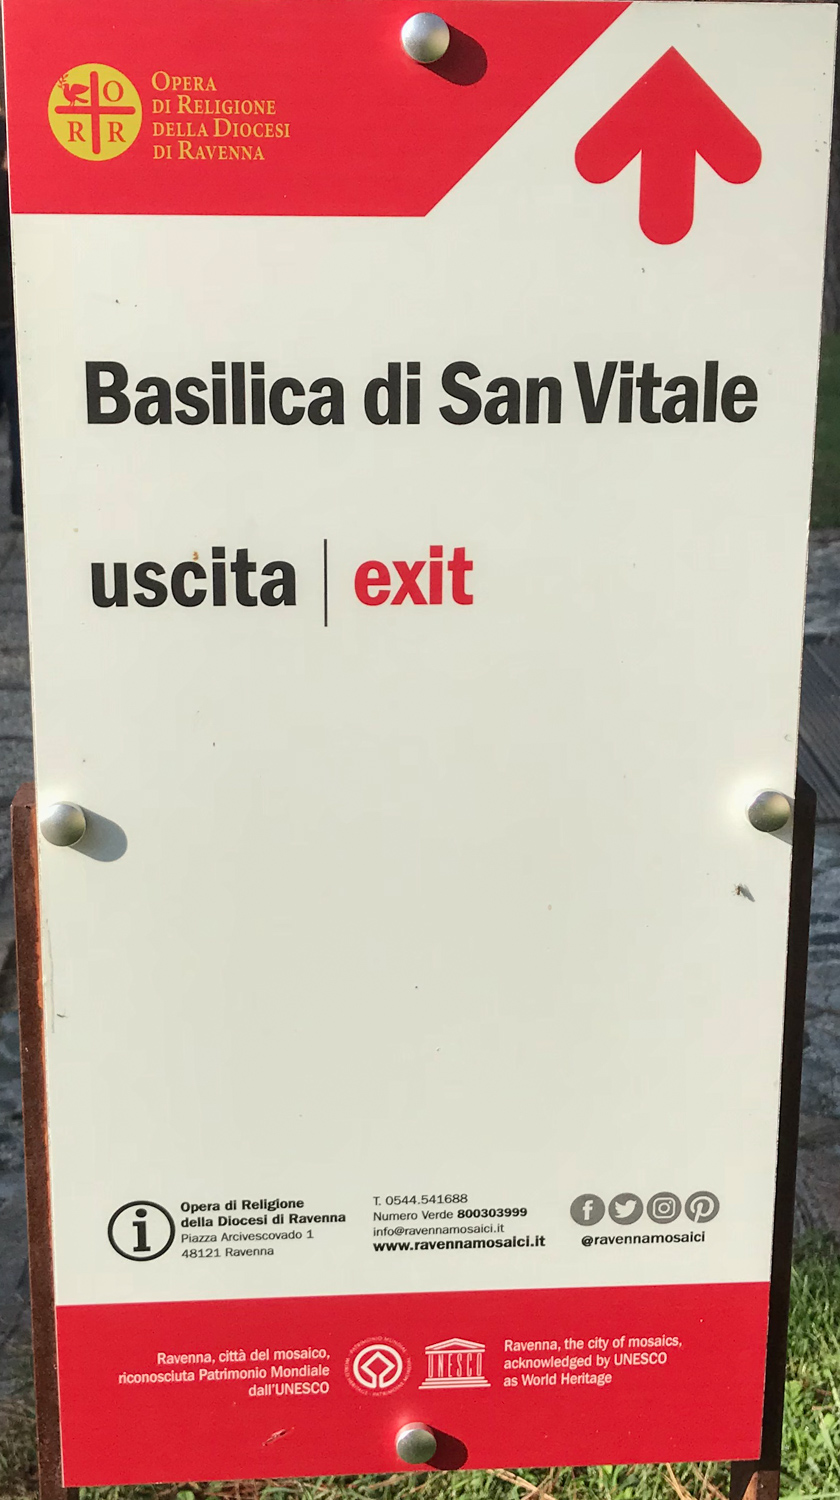 O
R R
OPERA
DI RELIGIONE
DELLA DIOCESI
DI RAVENNA
Basilica di San Vitale
uscita | exit
i
Opera di Religione
della Diocesi di Ravenna
Piazza Arcivescovado 1
48121 Ravenna
T. 0544.541688
Numero Verde 800303999
info@ravennamosaici.it
www.ravennamosaici.it
@ravennamosaici
Ravenna, città del mosaico,
riconosciuta Patrimonio Mondiale
dall'UNESCO
UNESCO
Ravenna, the city of mosaics,
acknowledged by UNESCO
as World Heritage